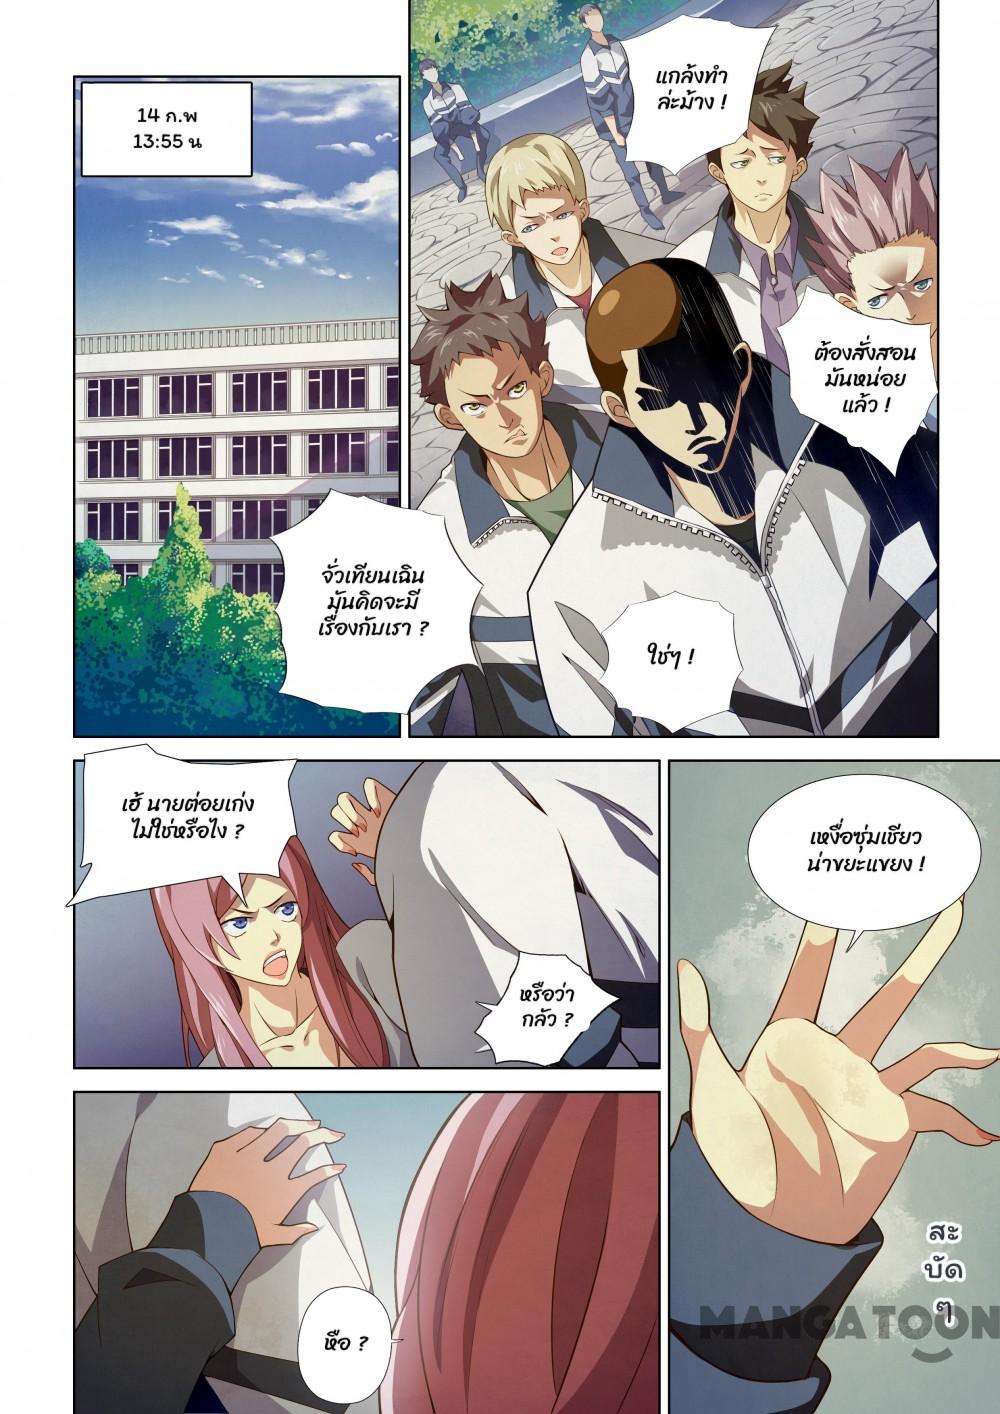 14 ก.พ
13:55 น
แกล้งทำ
ล่ะม้าง !
ต้องสั่งสอน
มันหน่อย
แล้ว !
จั่วเทียนเฉิน
มันคิดจะมี
เรื่องกับเรา ?
ใช่ๆ !
เฮ้ นายต่อยเก่ง
ไม่ใช่หรือไง ?
หรือว่า
กลัว ?
เหงื่อซุ่มเชียว
น่าขยะแขยง !
หือ ?
สะ
บัด
ๆ
MANGATOON